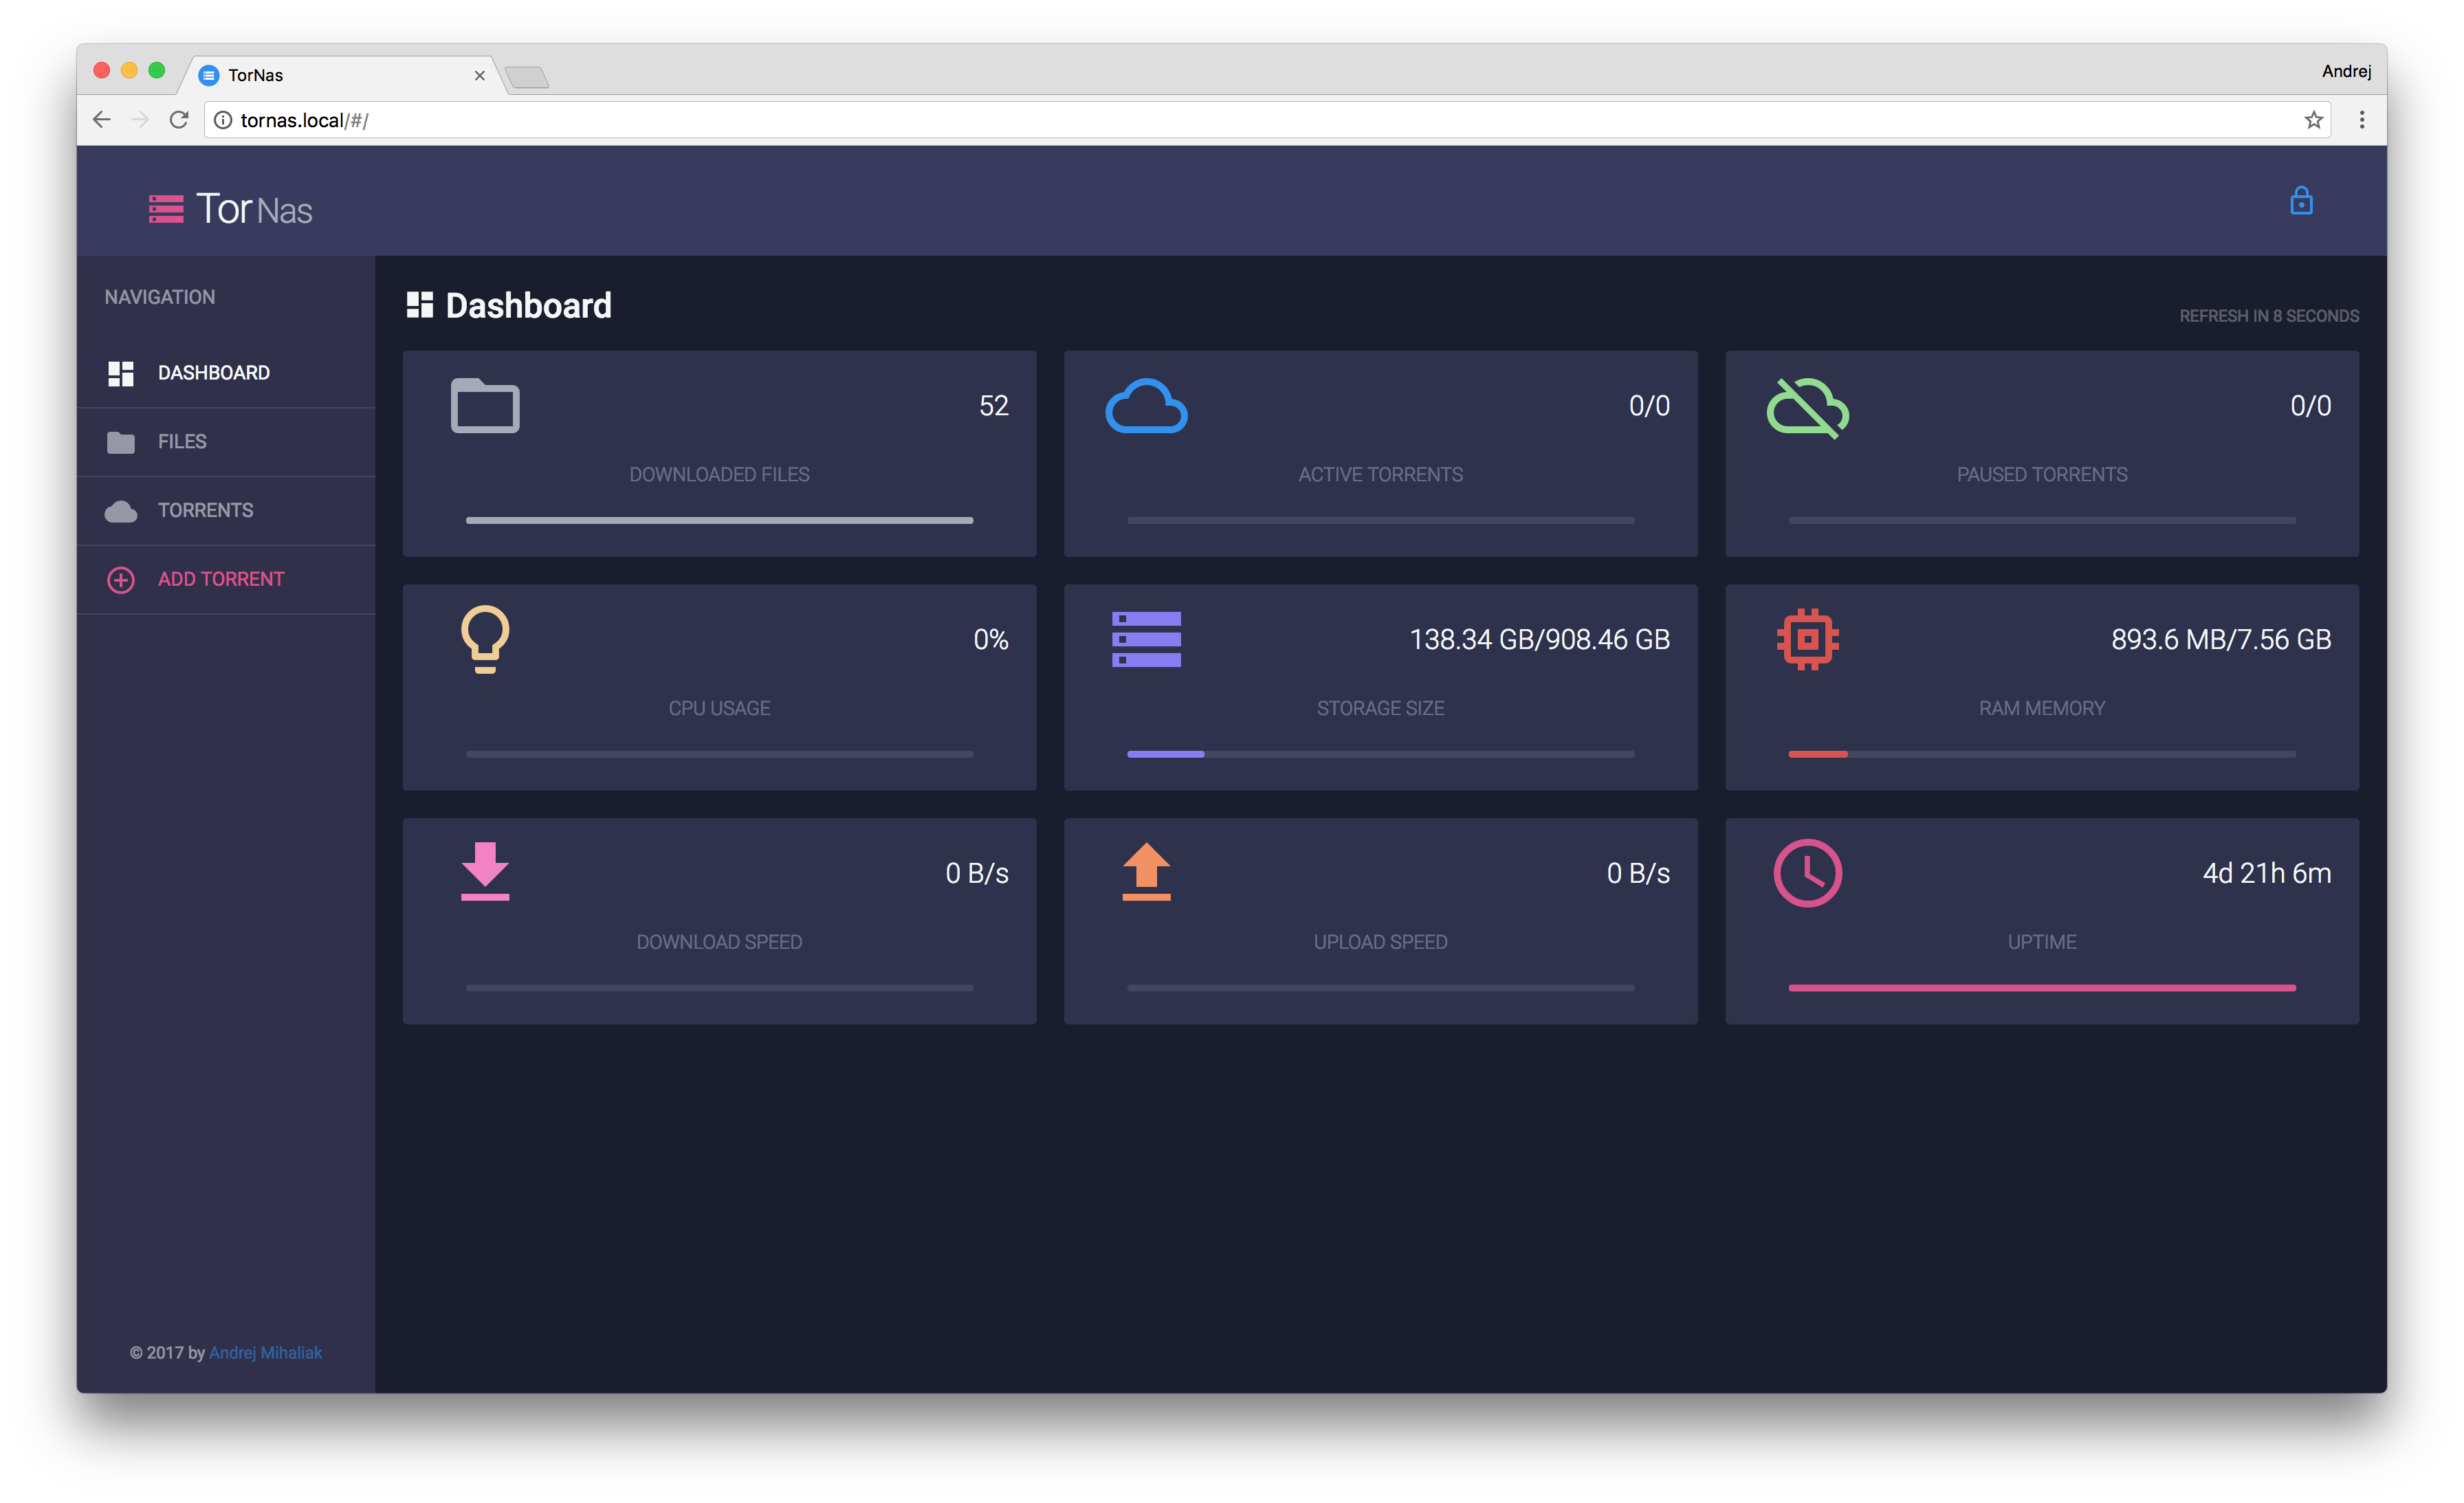 TorNas
Andrej
tornas.local/#/
Tor Nas
NAVIGATION
DASHBOARD
FILES
TORRENTS
ADD TORRENT
© 2017 by Andrej Mihaliak
Dashboard
REFRESH IN 8 SECONDS
52
DOWNLOADED FILES
0/0
ACTIVE TORRENTS
0/0
PAUSED TORRENTS
0%
CPU USAGE
138.34 GB/908.46 GB
STORAGE SIZE
893.6 MB/7.56 GB
RAM MEMORY
0 B/s
DOWNLOAD SPEED
0 B/s
UPLOAD SPEED
4d 21h 6m
UPTIME